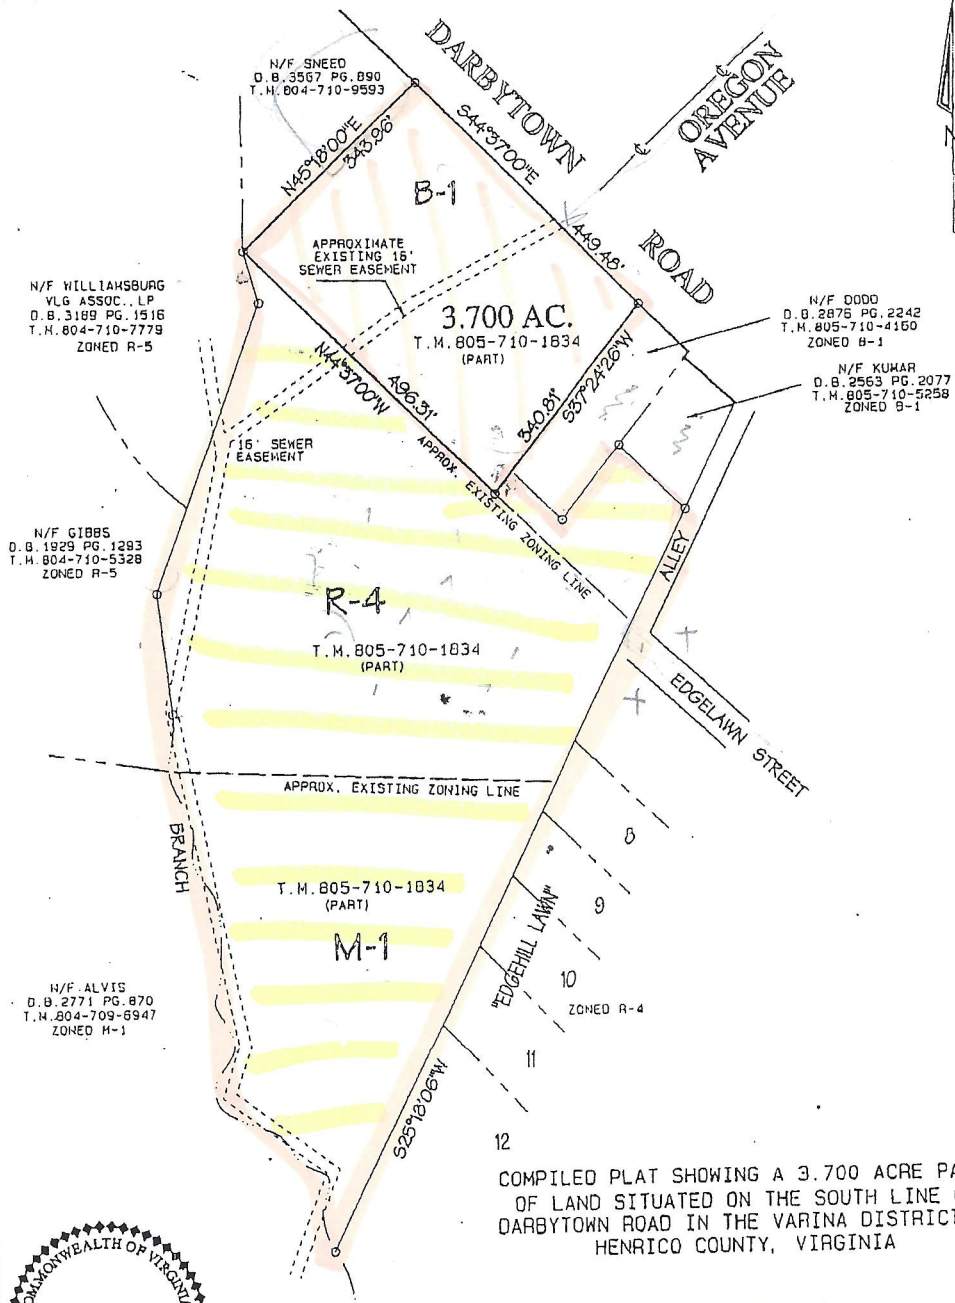 DARBYTOWN
ROAD
OREGON
AVENUE
N/F SNEED
D.B.3567 PG.890
T.M.804-710-9593
N45°18'00"E
343.96'
S44°37'00"E
449.48'
B-1
APPROXIMATE
EXISTING 16'
SEWER EASEMENT
3.700 AC.
T.M.805-710-1834
(PART)
N/F WILLIAMSBURG
VLG ASSOC., LP
D.B.3189 PG.1516
T.M.804-710-7779
ZONED R-5
N/F DODD
D.B.2876 PG.2242
T.M.805-710-4160
ZONED B-1
N/F KUMAR
D.B.2563 PG.2077
T.M.805-710-5258
ZONED B-1
N44°37'00"W
496.31'
340.81'
S37°24'26"W
16' SEWER
EASEMENT
APPROX. EXISTING ZONING LINE
N/F GIBBS
D.B.1929 PG.1293
T.M.804-710-5328
ZONED R-5
ALLEY
R-4
T.M.805-710-1834
(PART)
EDGELAWN STREET
APPROX. EXISTING ZONING LINE
BRANCH
8
T.M.805-710-1834
(PART)
9
M-1
"EDGEHILL LAWN"
10
ZONED R-4
N/F ALVIS
D.B.2771 PG.870
T.M.804-709-6947
ZONED M-1
11
S25°18'06"W
12
COMPILED PLAT SHOWING A 3.700 ACRE
OF LAND SITUATED ON THE SOUTH LINE
DARBYTOWN ROAD IN THE VARINA DISTRICT
HENRICO COUNTY, VIRGINIA
COMMONWEALTH OF VIRGINIA